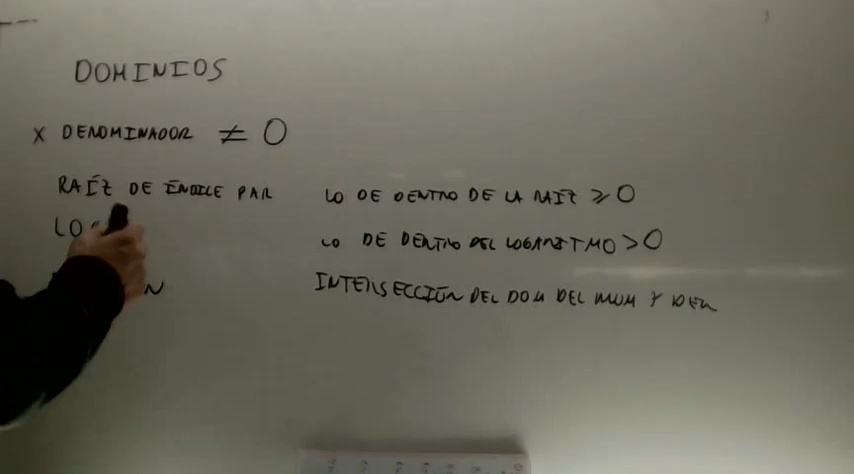 DOMINIOS
X DENOMINADOR ≠ 0
RAÍZ DE ÍNDICE PAR LO DE DENTRO DE LA RAÍZ ≥ 0
LO DE DENTRO DEL LOGARITMO > 0
INTERSECCIÓN DEL DOM DEL NUM Y DEN